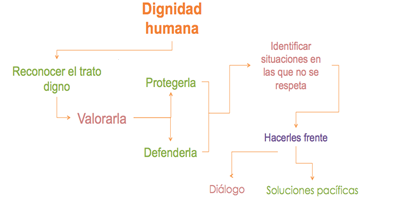 Dignidad
humana
Reconocer el trato
digno
Valorarla
Protegerla
Defenderla
Identificar
situaciones en
las que no se
respeta
Hacerles frente
Diálogo
Soluciones pacíficas